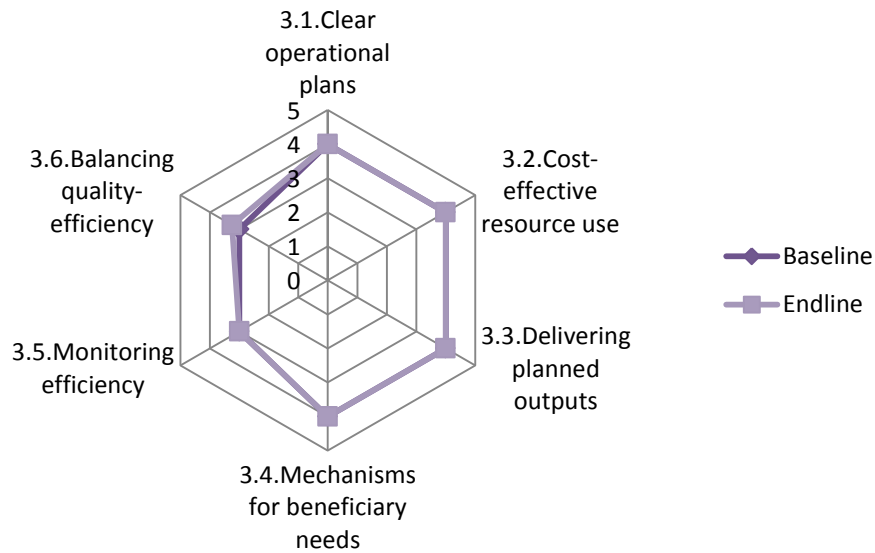 3.1.Clear
operational
plans
5
4
3
2
1
0
3.2.Cost-
effective
resource use
3.3.Delivering
planned
outputs
3.4.Mechanisms
for beneficiary
needs
3.5.Monitoring
efficiency
3.6.Balancing
quality-
efficiency
Baseline
Endline